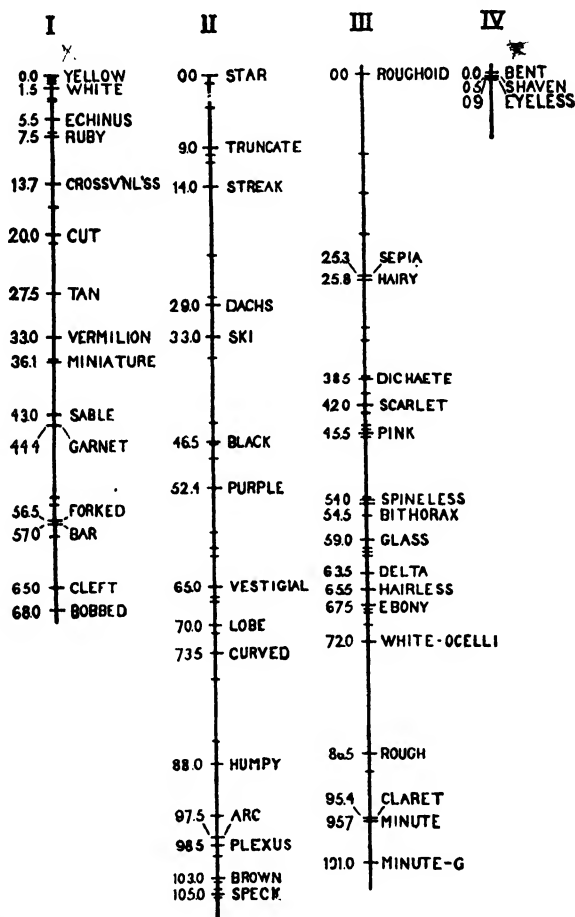 I
X.
0.0 YELLOW
1.5 WHITE
5.5 ECHINUS
7.5 RUBY
13.7 CROSSV'NL'SS
20.0 CUT
27.5 TAN
33.0 VERMILION
36.1 MINIATURE
43.0 SABLE
44.4 GARNET
56.5 FORKED
57.0 BAR
65.0 CLEFT
68.0 BOBBED
II
0.0 STAR
9.0 TRUNCATE
14.0 STREAK
29.0 DACHS
33.0 SKI
46.5 BLACK
52.4 PURPLE
65.0 VESTIGIAL
70.0 LOBE
73.5 CURVED
88.0 HUMPY
97.5 ARC
98.5 PLEXUS
103.0 BROWN
105.0 SPECK
III
0.0 ROUGHOID
25.3 SEPIA
25.8 HAIRY
38.5 DICHAETE
42.0 SCARLET
45.5 PINK
54.0 SPINELESS
54.5 BITHORAX
59.0 GLASS
63.5 DELTA
65.5 HAIRLESS
67.5 EBONY
72.0 WHITE-OCELLI
86.5 ROUGH
95.4 CLARET
95.7 MINUTE
101.0 MINUTE-G
IV
0.0 BENT
0.5 SHAVEN
0.9 EYELESS